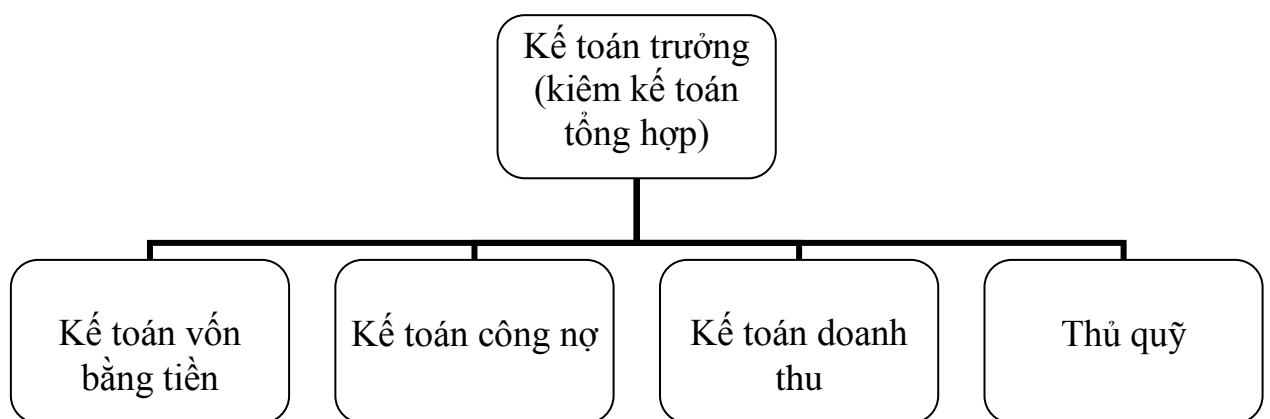 Kế toán trưởng
(kiêm kế toán
tổng hợp)
Kế toán vốn
bằng tiền
Kế toán công nợ
Kế toán doanh
thu
Thủ quỹ